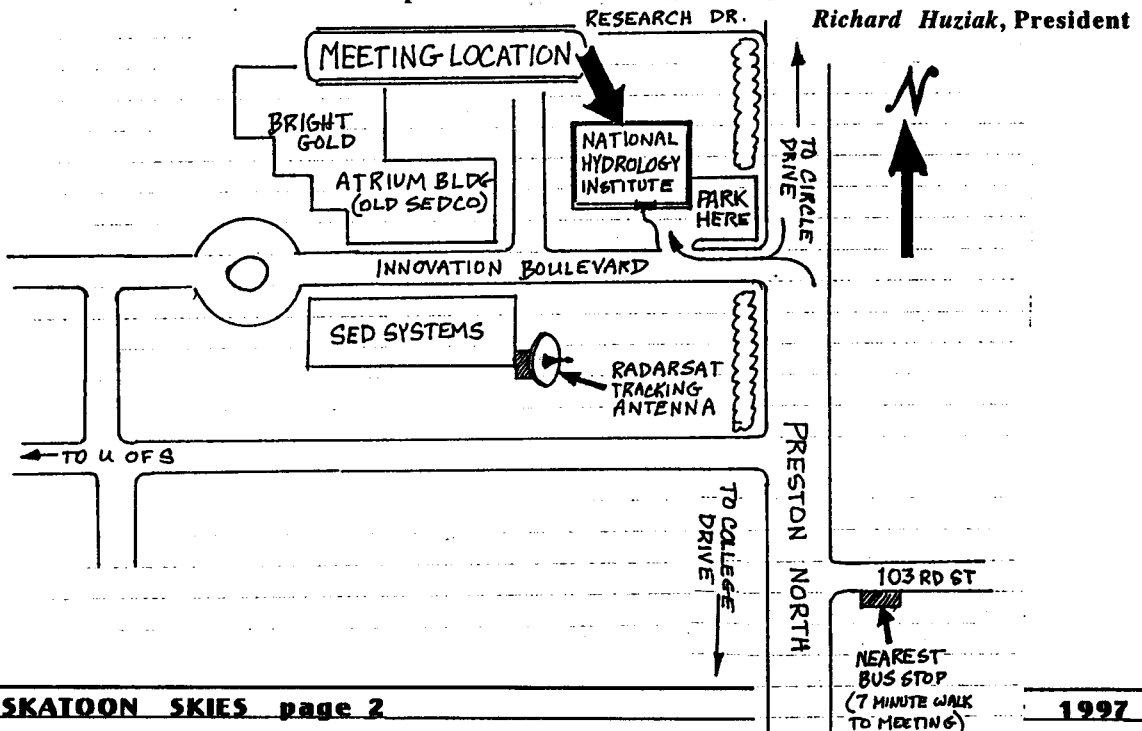 RESEARCH DR.
Richard Huziak, President
MEETING LOCATION
N
BRIGHT
GOLD
NATIONAL
HYDROLOGY
INSTITUTE
TO CIRCLE
DRIVE
ATRIUM BLDG
(OLD SEDCO)
PARK
HERE
INNOVATION BOULEVARD
SED SYSTEMS
RADARSAT
TRACKING
ANTENNA
TO U OF S
PRESTON NORTH
TO COLLEGE
DRIVE
103 RD ST
NEAREST
BUS STOP
(7 MINUTE WALK
TO MEETING)
SKATOON SKIES page 2
1997